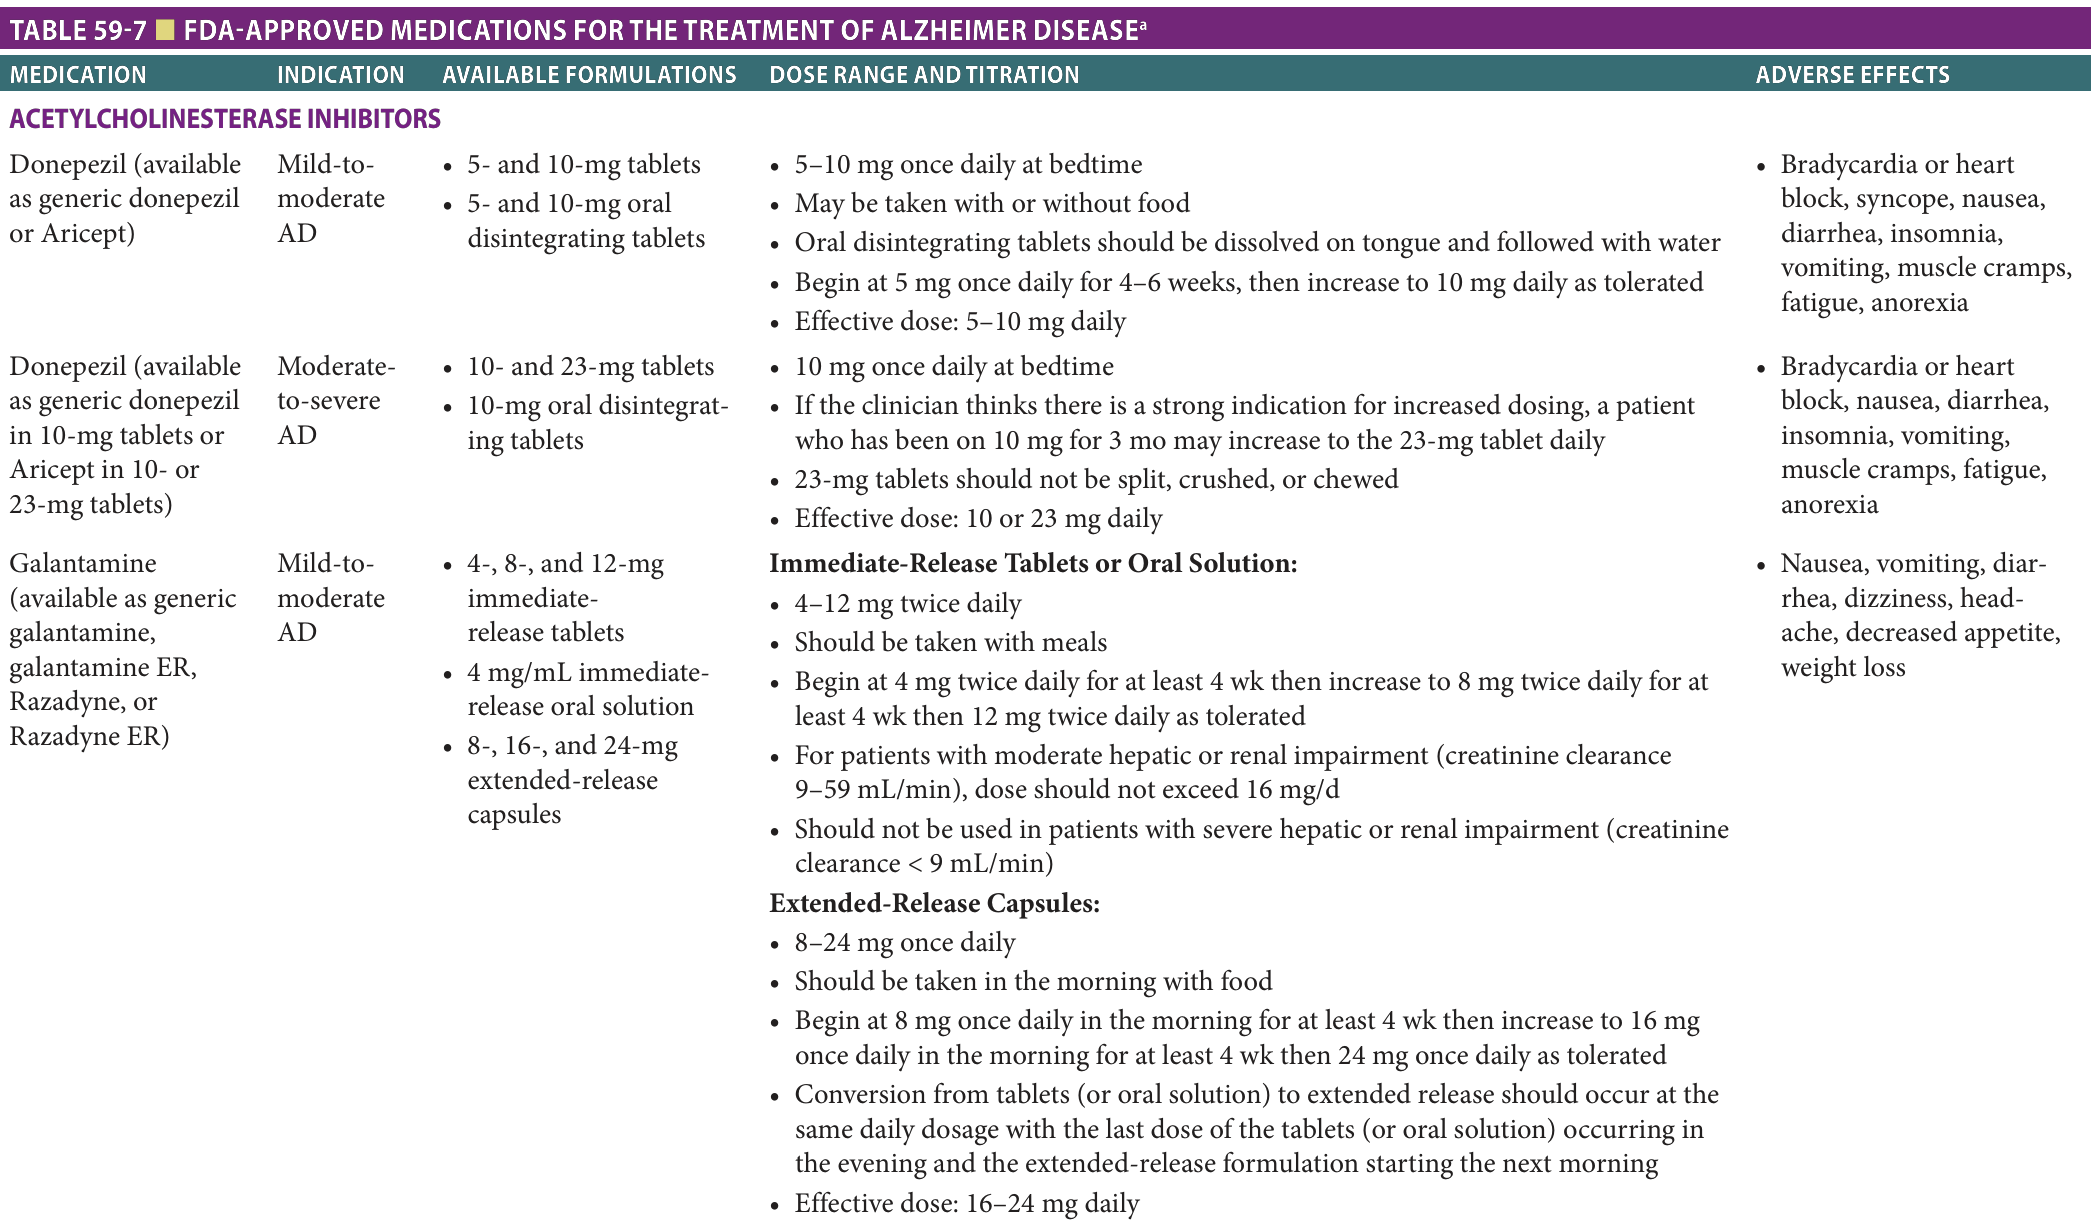 TABLE 59-7 ■ FDA-APPROVED MEDICATIONS FOR THE TREATMENT OF ALZHEIMER DISEASEᵃ
MEDICATION INDICATION AVAILABLE FORMULATIONS DOSE RANGE AND TITRATION ADVERSE EFFECTS
ACETYLCHOLINESTERASE INHIBITORS
Donepezil (available
as generic donepezil
or Aricept)
Mild-to-
moderate
AD
• 5- and 10-mg tablets
• 5- and 10-mg oral
disintegrating tablets
• 5–10 mg once daily at bedtime
• May be taken with or without food
• Oral disintegrating tablets should be dissolved on tongue and followed with water
• Begin at 5 mg once daily for 4–6 weeks, then increase to 10 mg daily as tolerated
• Effective dose: 5–10 mg daily
• Bradycardia or heart
block, syncope, nausea,
diarrhea, insomnia,
vomiting, muscle cramps,
fatigue, anorexia
Donepezil (available
as generic donepezil
in 10-mg tablets or
Aricept in 10- or
23-mg tablets)
Moderate-
to-severe
AD
• 10- and 23-mg tablets
• 10-mg oral disintegrat-
ing tablets
• 10 mg once daily at bedtime
• If the clinician thinks there is a strong indication for increased dosing, a patient
who has been on 10 mg for 3 mo may increase to the 23-mg tablet daily
• 23-mg tablets should not be split, crushed, or chewed
• Effective dose: 10 or 23 mg daily
• Bradycardia or heart
block, nausea, diarrhea,
insomnia, vomiting,
muscle cramps, fatigue,
anorexia
Galantamine
(available as generic
galantamine,
galantamine ER,
Razadyne, or
Razadyne ER)
Mild-to-
moderate
AD
• 4-, 8-, and 12-mg
immediate-
release tablets
• 4 mg/mL immediate-
release oral solution
• 8-, 16-, and 24-mg
extended-release
capsules
Immediate-Release Tablets or Oral Solution:
• 4–12 mg twice daily
• Should be taken with meals
• Begin at 4 mg twice daily for at least 4 wk then increase to 8 mg twice daily for at
least 4 wk then 12 mg twice daily as tolerated
• For patients with moderate hepatic or renal impairment (creatinine clearance
9–59 mL/min), dose should not exceed 16 mg/d
• Should not be used in patients with severe hepatic or renal impairment (creatinine
clearance < 9 mL/min)
Extended-Release Capsules:
• 8–24 mg once daily
• Should be taken in the morning with food
• Begin at 8 mg once daily in the morning for at least 4 wk then increase to 16 mg
once daily in the morning for at least 4 wk then 24 mg once daily as tolerated
• Conversion from tablets (or oral solution) to extended release should occur at the
same daily dosage with the last dose of the tablets (or oral solution) occurring in
the evening and the extended-release formulation starting the next morning
• Effective dose: 16–24 mg daily
• Nausea, vomiting, diar-
rhea, dizziness, head-
ache, decreased appetite,
weight loss